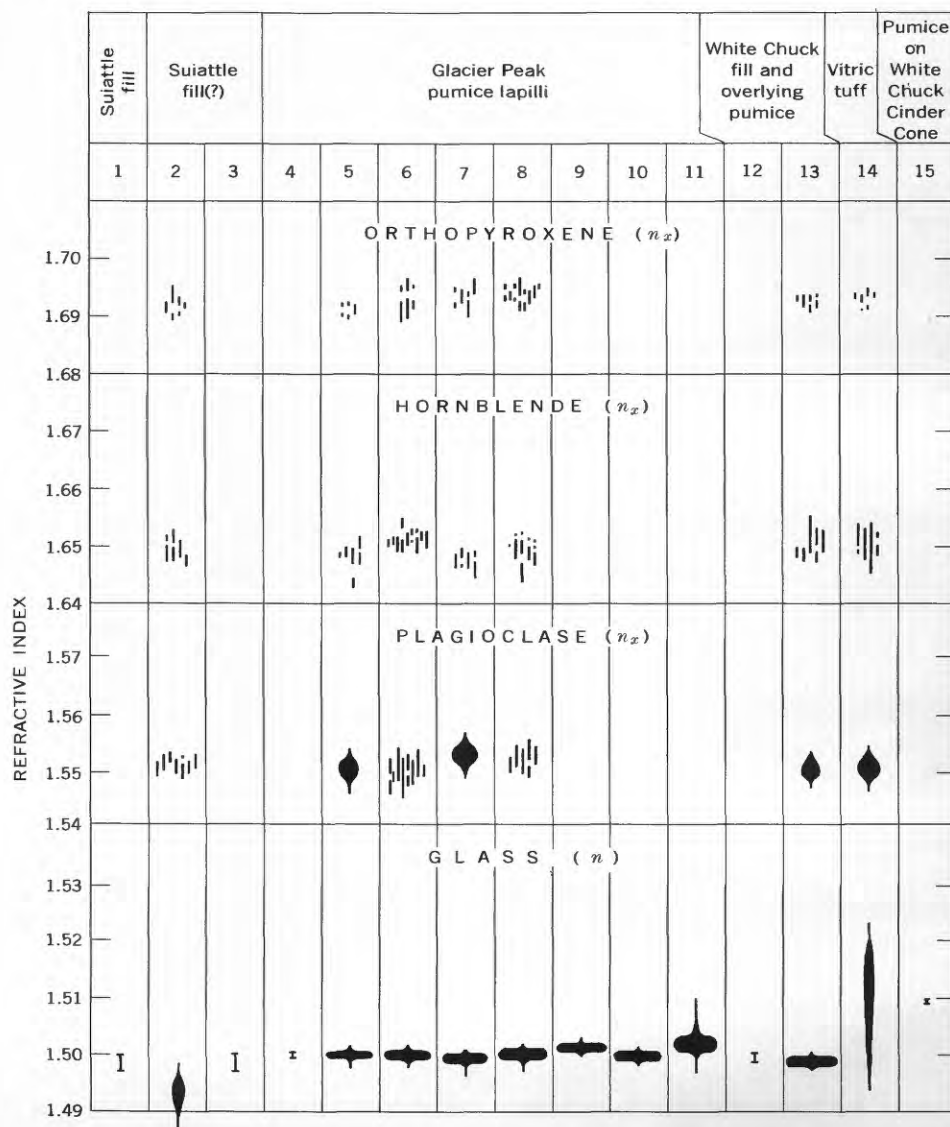 Suiattle
fill
Suiattle
fill(?)
Glacier Peak
pumice lapilli
White Chuck
fill and
overlying
pumice
Vitric
tuff
Pumice
on
White
Chuck
Cinder
Cone
1 2 3 4 5 6 7 8 9 10 11 12 13 14 15
ORTHOPYROXENE (nx)
1.70
1.69
1.68
HORNBLENDE (nx)
1.67
1.66
1.65
1.64
PLAGIOCLASE (nx)
1.57
1.56
1.55
1.54
GLASS (n)
1.53
1.52
1.51
1.50
1.49
REFRACTIVE INDEX